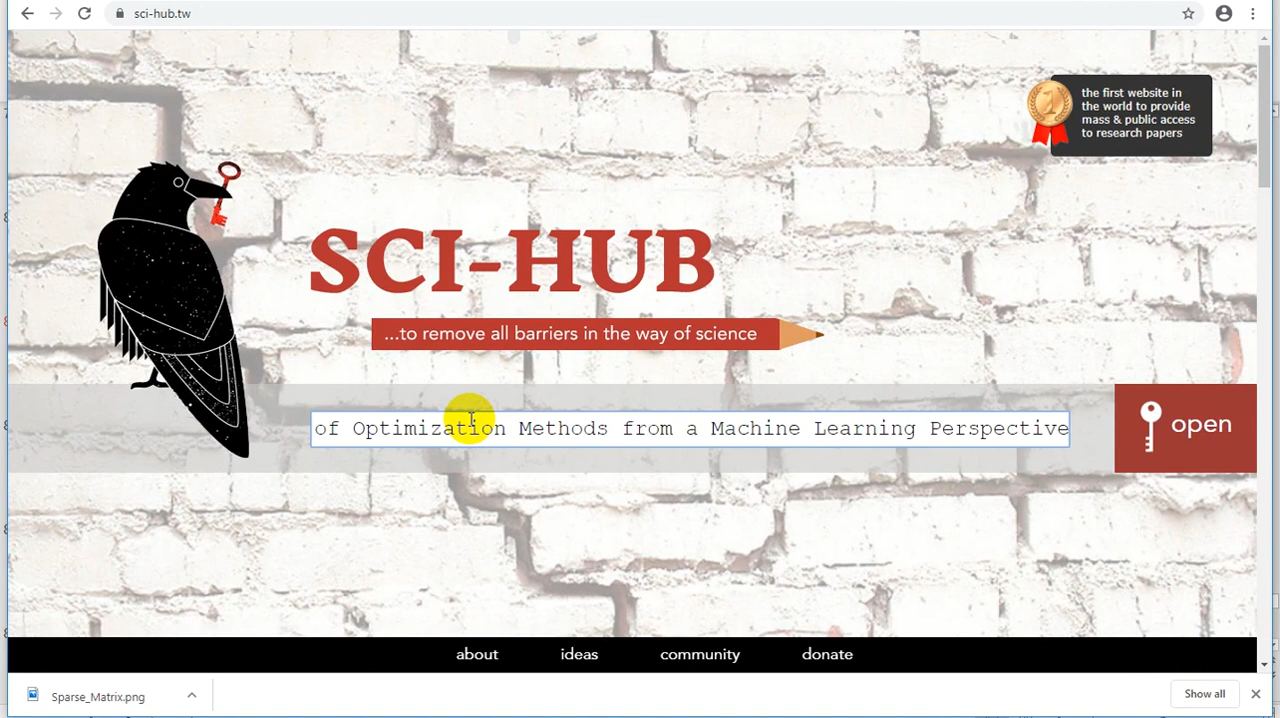 sci-hub.tw
the first website in
the world to provide
mass & public access
to research papers
1
SCI-HUB
...to remove all barriers in the way of science
of Optimization Methods from a Machine Learning Perspective
open
about
ideas
community
donate
Sparse_Matrix.png
Show all